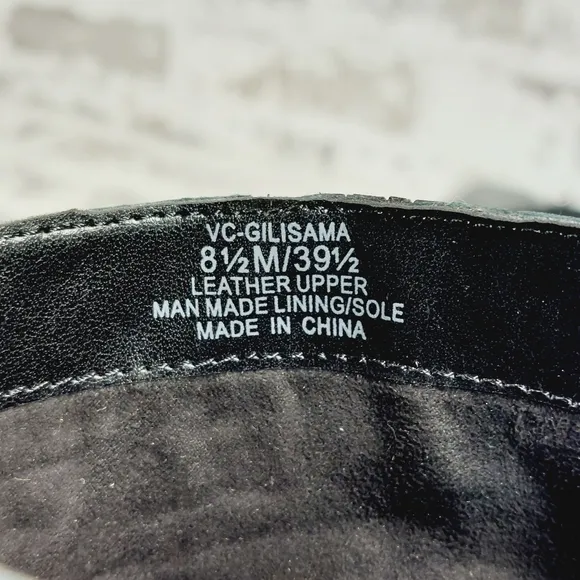 VC-GILISAMA
8½M/39½
LEATHER UPPER
MAN MADE LINING/SOLE
MADE IN CHINA